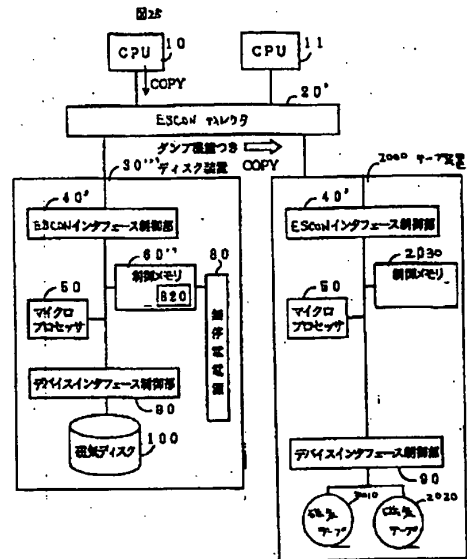 図25
CPU
10
CPU
11
COPY
20'
ESCON ディレクタ
ダンプ機能つき
COPY
30'''
ディスク装置
2000 テープ装置
40'
ESCONインタフェース制御部
60''
80
制御メモリ
820
50
マイクロ
プロセッサ
無停電電源
デバイスインタフェース制御部
90
100
磁気ディスク
40'
ESCONインタフェース制御部
2030
制御メモリ
50
マイクロ
プロセッサ
デバイスインタフェース制御部
90
2010
2020
磁気
テープ
磁気
テープ